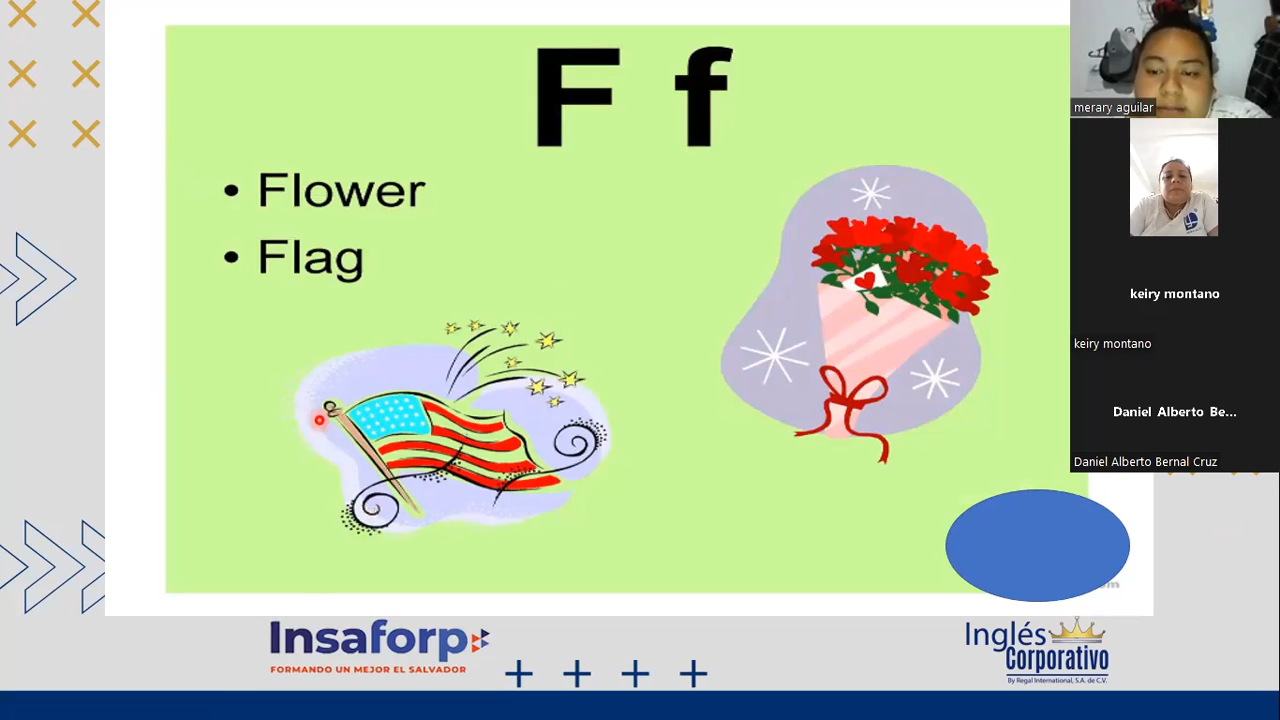 F f
• Flower
• Flag
merary aguilar
keiry montano
keiry montano
Daniel Alberto Be...
Daniel Alberto Bernal Cruz
Insaforp
FORMANDO UN MEJOR EL SALVADOR
Inglés
Corporativo
By Regal International, S.A. de C.V.